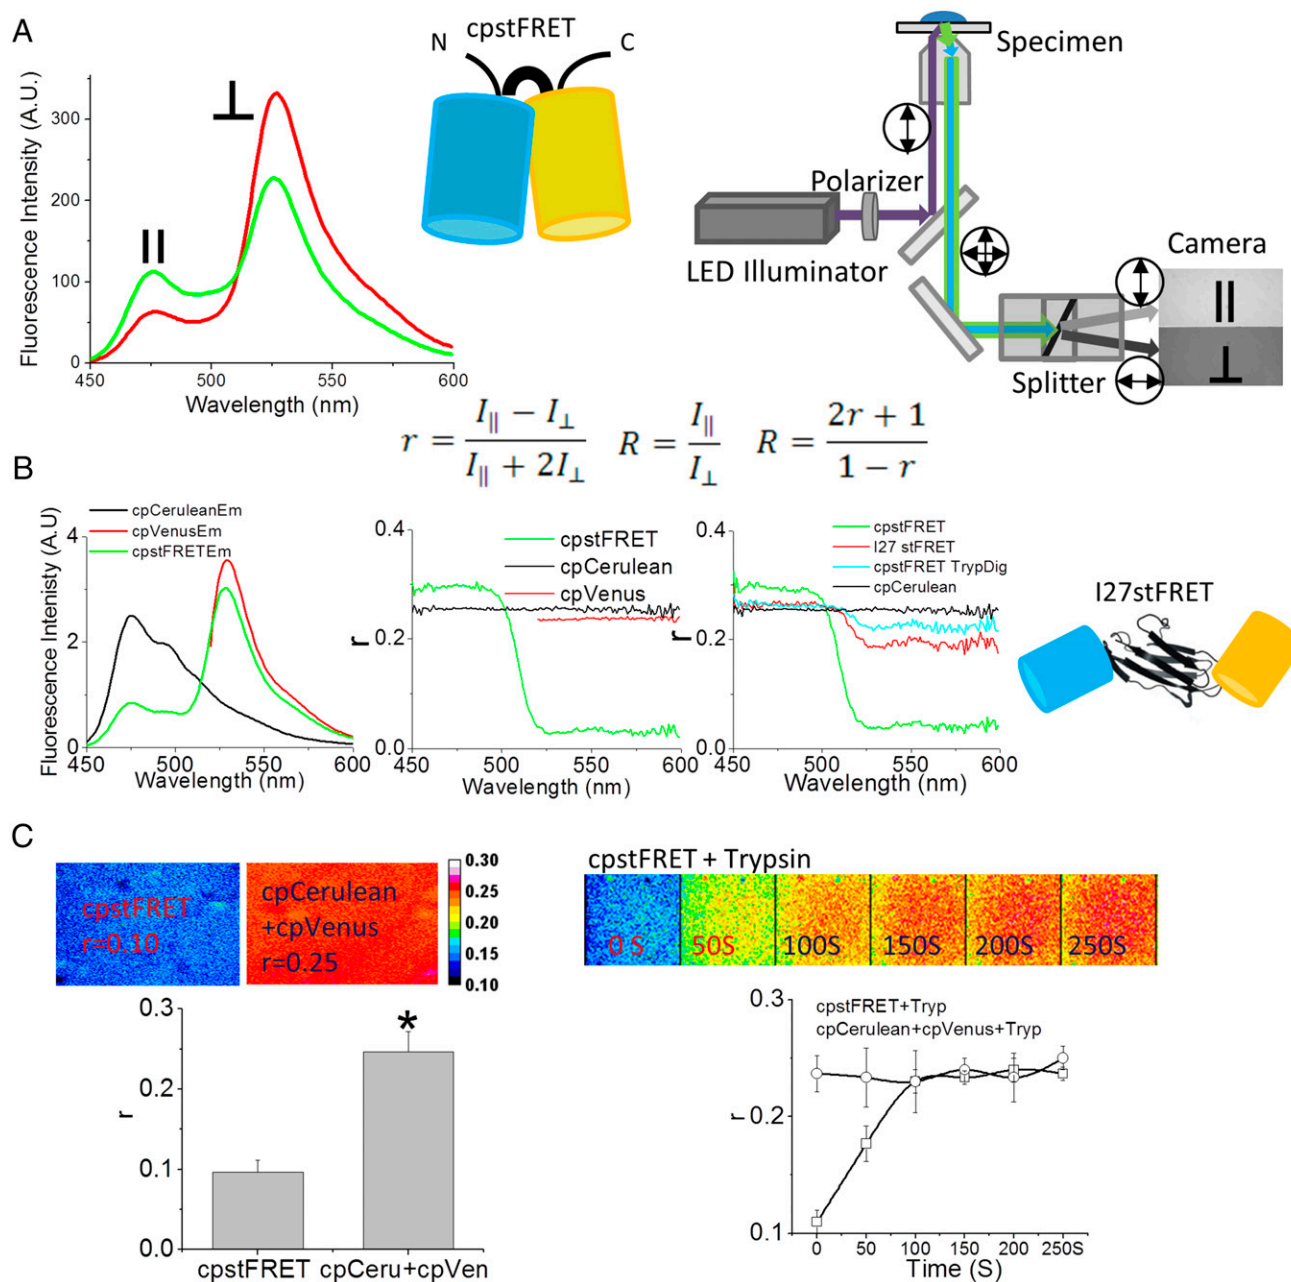 A
cpstFRET
N
C
Fluorescence Intensity (A.U.)
300
200
100
0
450
500
550
600
Wavelength (nm)
||
⊥
Specimen
Polarizer
LED Illuminator
Camera
||
⊥
Splitter
r = (I∥ − I⊥) / (I∥ + 2I⊥)
R = I∥ / I⊥
R = (2r + 1) / (1 − r)
B
Fluorescence Intenisty (A.U)
4
2
0
cpCeruleanEm
cpVenusEm
cpstFRETEm
450
500
550
600
Wavelength (nm)
r
0.4
0.2
0.0
cpstFRET
cpCerulean
cpVenus
450
500
550
600
Wavelength (nm)
r
0.4
0.2
0.0
cpstFRET
I27 stFRET
cpstFRET TrypDig
cpCerulean
450
500
550
600
Wavelength (nm)
I27stFRET
C
cpstFRET
r=0.10
cpCerulean
+cpVenus
r=0.25
0.30
0.25
0.20
0.15
0.10
cpstFRET + Trypsin
0 S
50S
100S
150S
200S
250S
r
0.3
0.2
0.1
0.0
*
cpstFRET
cpCeru+cpVen
r
0.3
0.2
0.1
cpstFRET+Tryp
cpCerulean+cpVenus+Tryp
0
50
100
150
200
250S
Time (S)